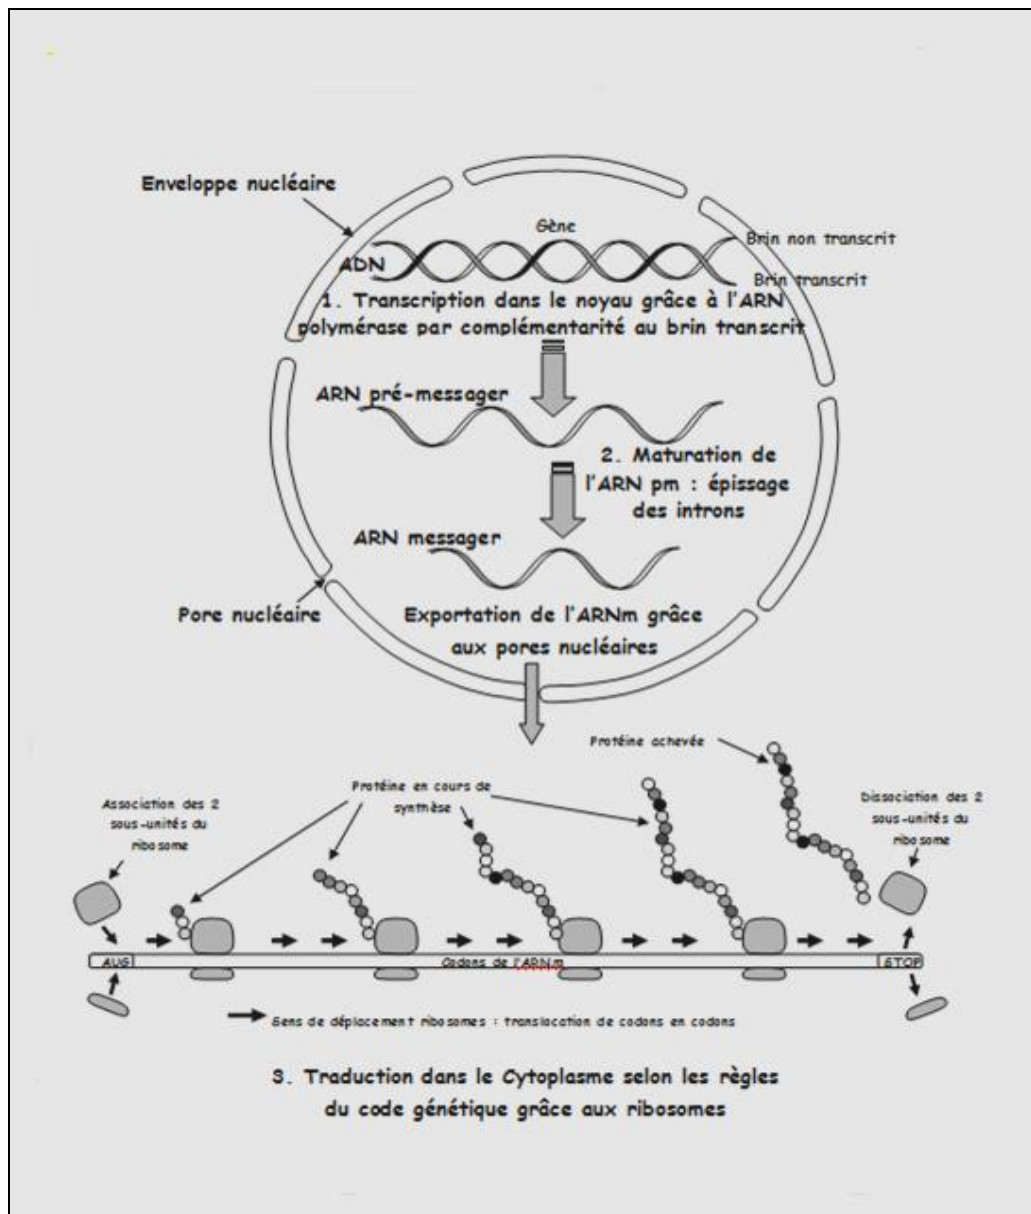 Enveloppe nucléaire
Gène
Brin non transcrit
ADN
Brin transcrit
1. Transcription dans le noyau grâce à l'ARN
polymérase par complémentarité au brin transcrit
ARN pré-messager
2. Maturation de
l'ARN pm : épissage
des introns
ARN messager
Pore nucléaire
Exportation de l'ARNm grâce
aux pores nucléaires
Protéine achevée
Association des 2
sous-unités du
ribosome
Protéine en cours de
synthèse
Dissociation des 2
sous-unités du
ribosome
AUG
Codons de l'ARNm
STOP
Sens de déplacement ribosomes : translocation de codons en codons
3. Traduction dans le Cytoplasme selon les règles
du code génétique grâce aux ribosomes